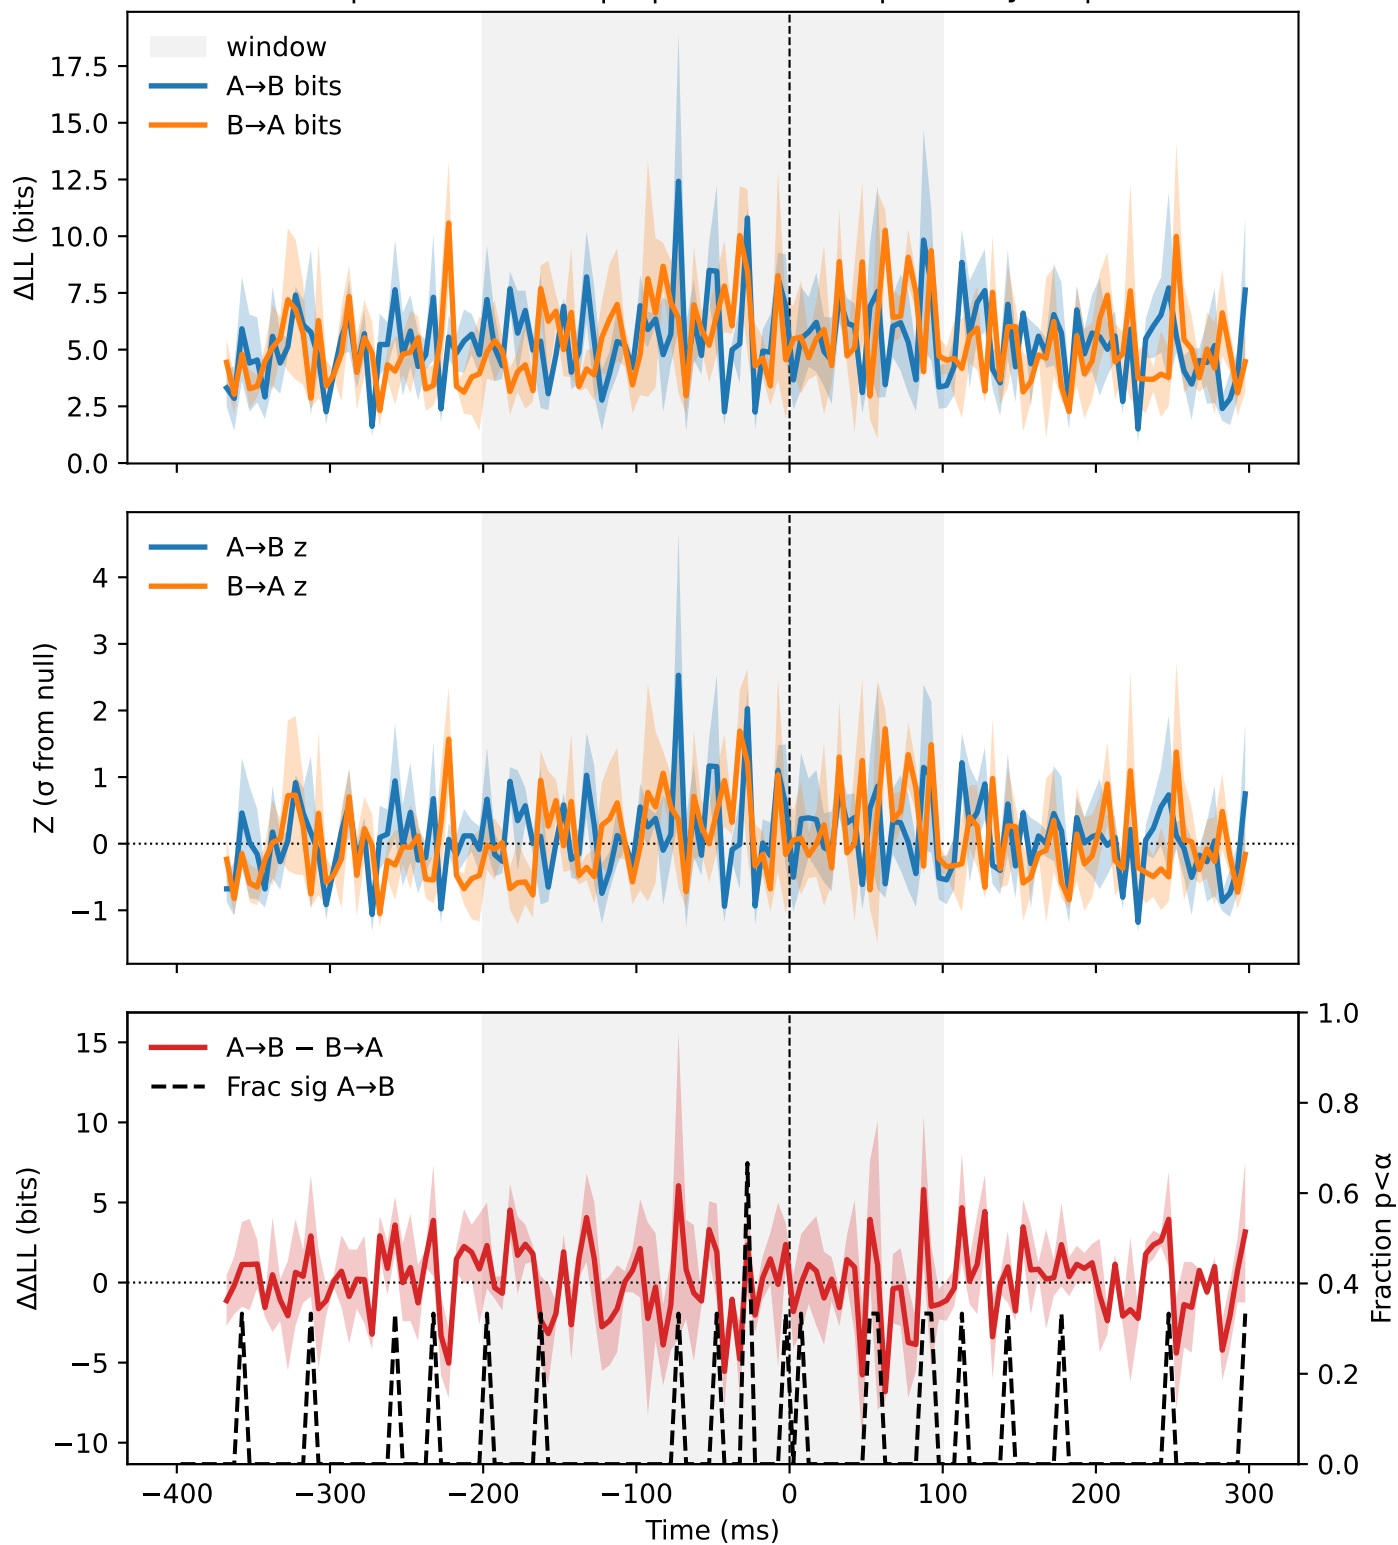 window
A→B bits
B→A bits
ΔLL (bits)
17.5
15.0
12.5
10.0
7.5
5.0
2.5
0.0
A→B z
B→A z
Z (σ from null)
4
3
2
1
0
−1
A→B − B→A
Frac sig A→B
ΔΔLL (bits)
15
10
5
0
−5
−10
1.0
0.8
0.6
0.4
0.2
0.0
Fraction p<α
−400 −300 −200 −100 0 100 200 300
Time (ms)